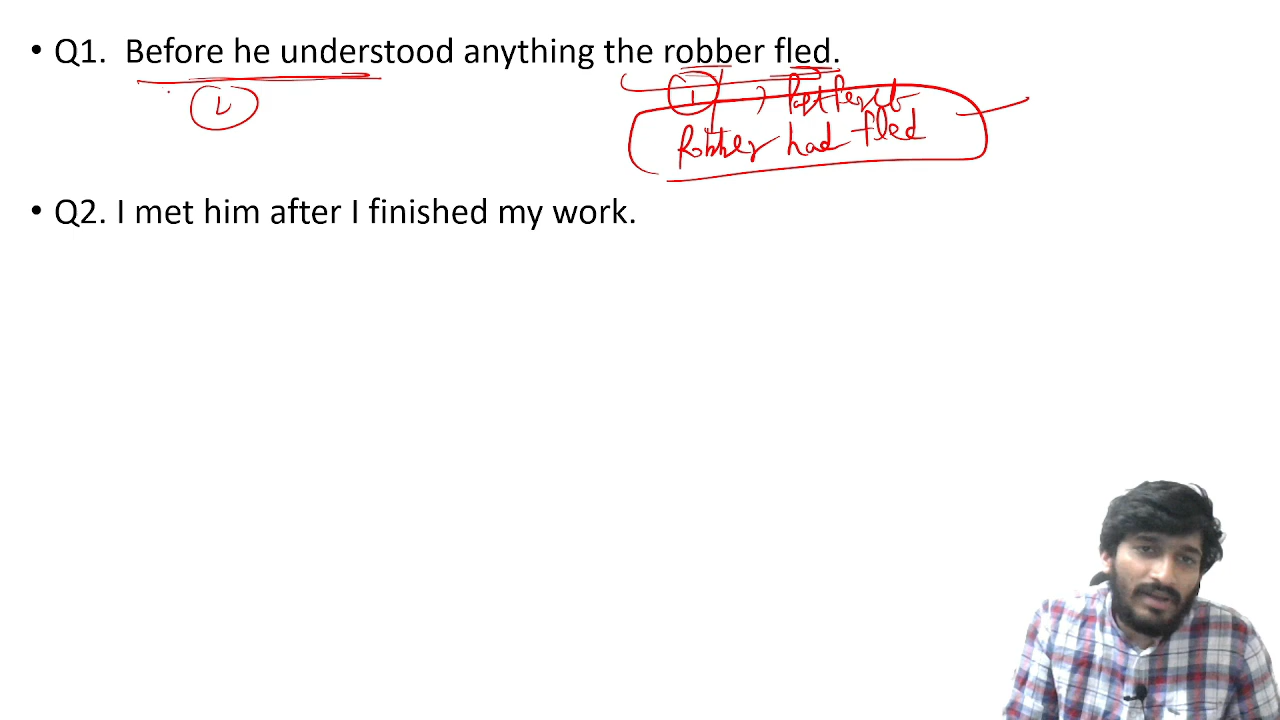 • Q1. Before he understood anything the robber fled.
1
Robber had fled
• Q2. I met him after I finished my work.